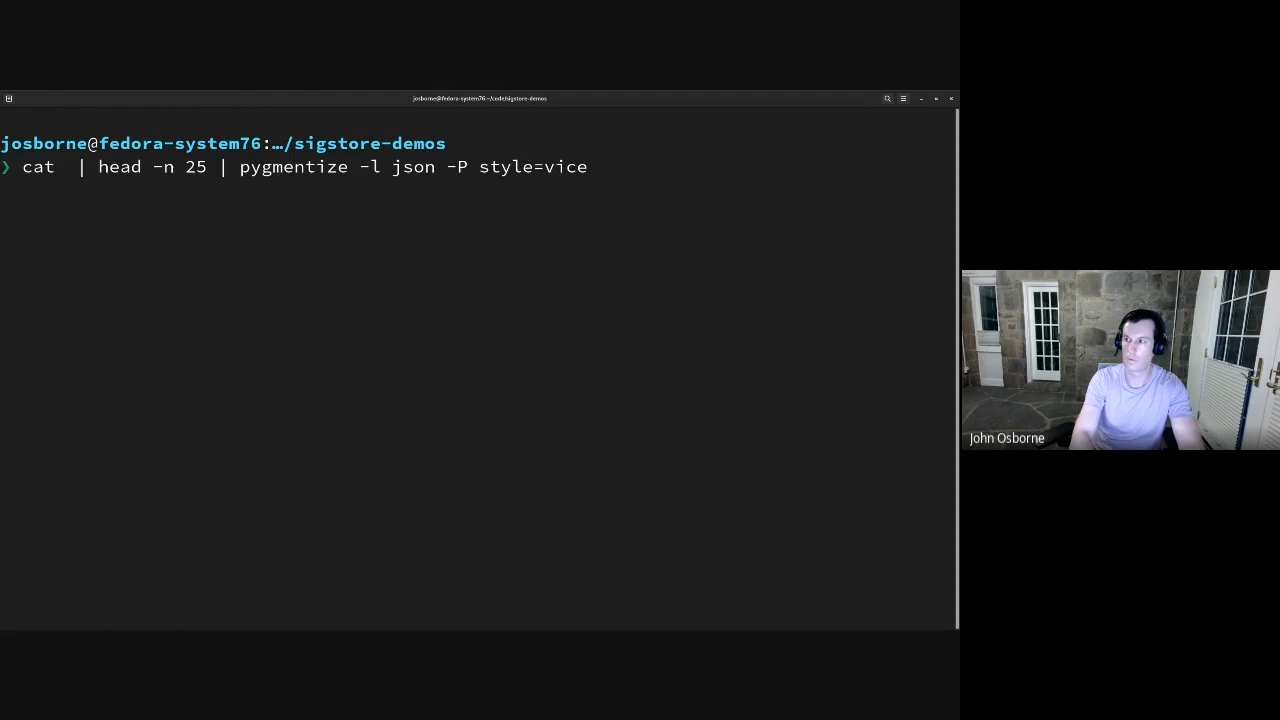 josborne@fedora-system76:~/code/sigstore-demos
josborne@fedora-system76:…/sigstore-demos
❯ cat  | head -n 25 | pygmentize -l json -P style=vice
John Osborne